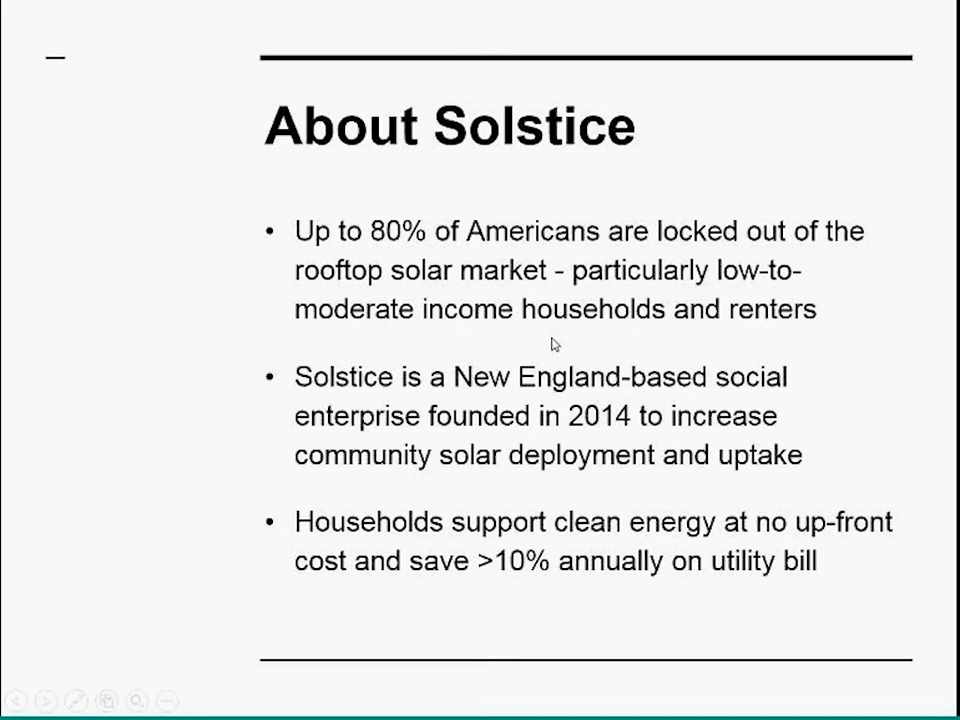 About Solstice
• Up to 80% of Americans are locked out of the
rooftop solar market - particularly low-to-
moderate income households and renters
• Solstice is a New England-based social
enterprise founded in 2014 to increase
community solar deployment and uptake
• Households support clean energy at no up-front
cost and save >10% annually on utility bill